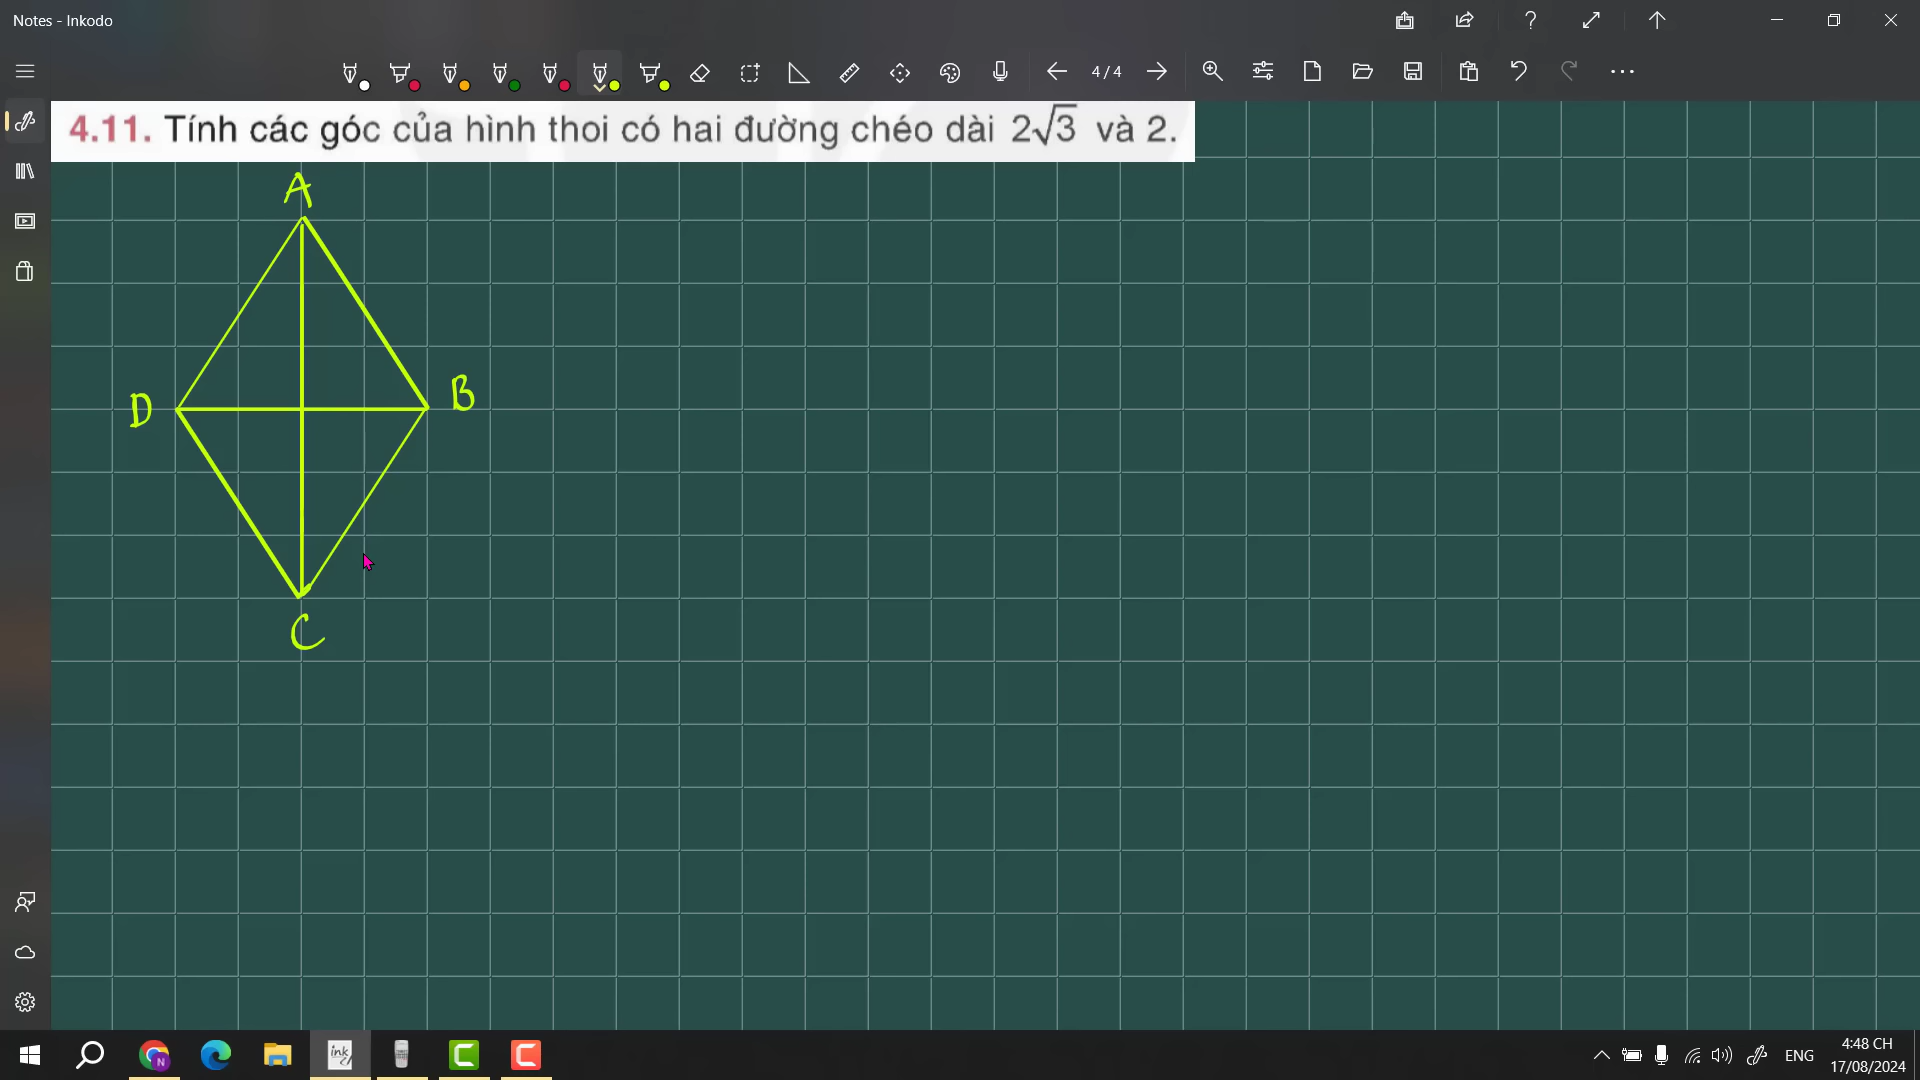 Notes - Inkodo
4 / 4
4.11. Tính các góc của hình thoi có hai đường chéo dài 2√3 và 2.
A
D
B
C
N
ink
C
C
ENG
4:48 CH
17/08/2024